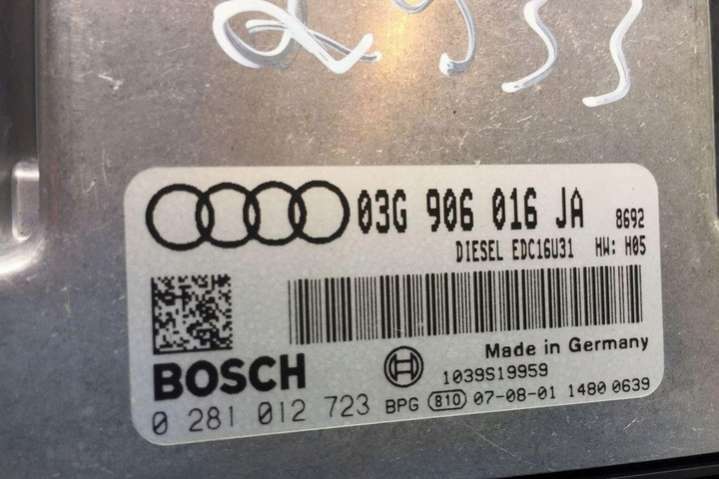 03G 906 016 JA 8692
DIESEL EDC16U31 HW: H05
Made in Germany
BOSCH
1039S19959
0 281 012 723 BPG 810 07-08-01 1480 0639